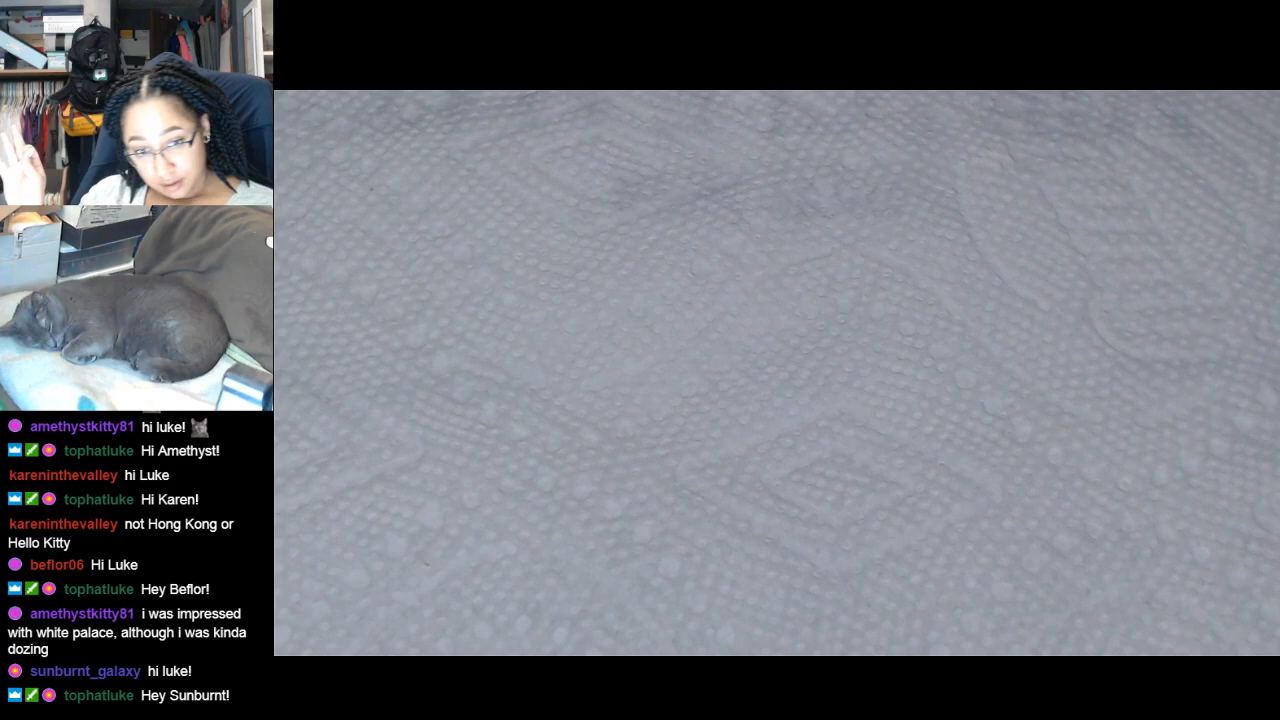 amethystkitty81 hi luke!
tophatluke Hi Amethyst!
kareninthevalley hi Luke
tophatluke Hi Karen!
kareninthevalley not Hong Kong or
Hello Kitty
beflor06 Hi Luke
tophatluke Hey Beflor!
amethystkitty81 i was impressed
with white palace, although i was kinda
dozing
sunburnt_galaxy hi luke!
tophatluke Hey Sunburnt!